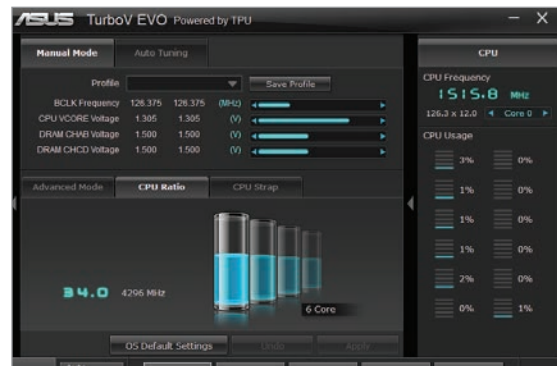 ASUS TurboV EVO Powered by TPU
Manual Mode Auto Tuning
Profile Save Profile
BCLK Frequency 126.375 126.375 (MHz)
CPU VCORE Voltage 1.305 1.305 (V)
DRAM CHAB Voltage 1.500 1.500 (V)
DRAM CHCD Voltage 1.500 1.500 (V)
Advanced Mode CPU Ratio CPU Strap
34.0 4296 MHz
6 Core
OS Default Settings Undo Apply
CPU
CPU Frequency
1515.8 MHz
126.3 x 12.0 Core 0
CPU Usage
3% 0%
1% 0%
1% 0%
1% 0%
2% 0%
0% 1%